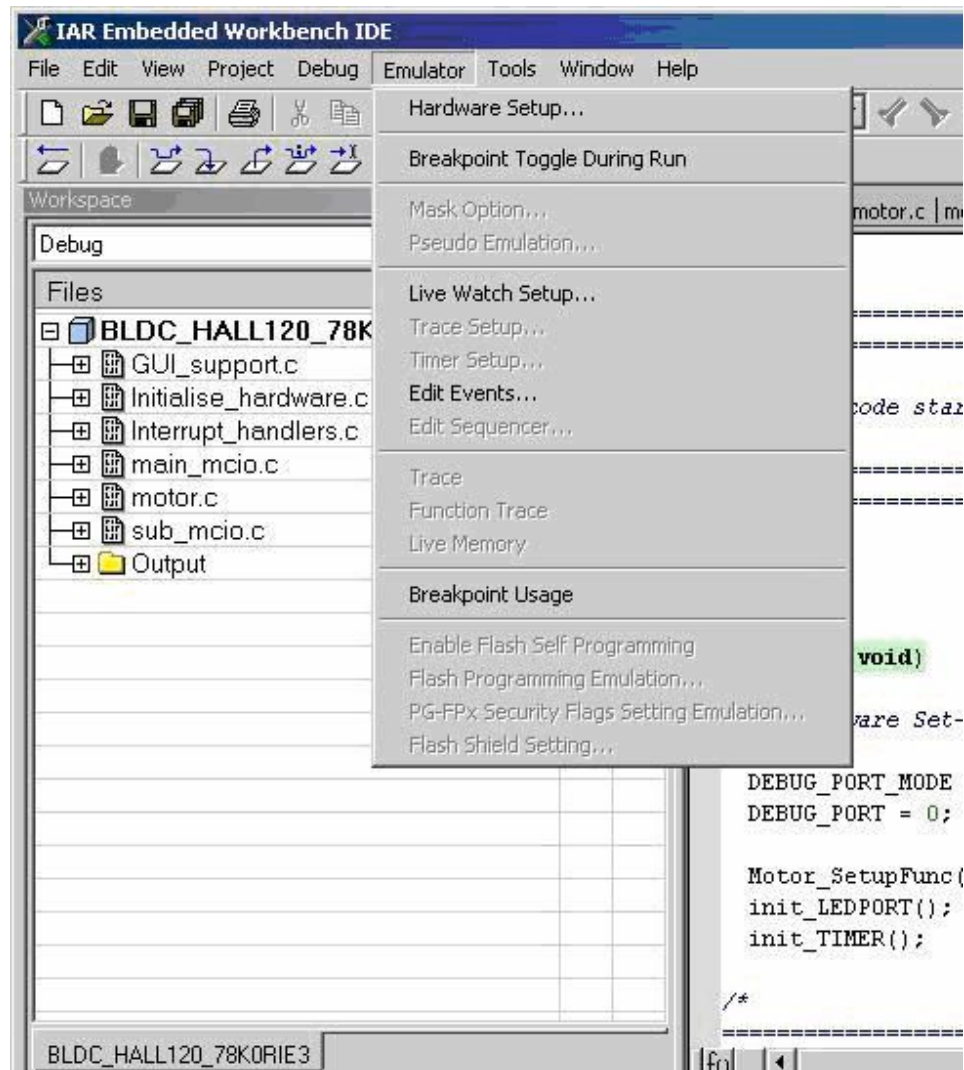 IAR Embedded Workbench IDE
File Edit View Project Debug Emulator Tools Window Help
Hardware Setup...
Breakpoint Toggle During Run
Mask Option...
Pseudo Emulation...
Live Watch Setup...
Trace Setup...
Timer Setup...
Edit Events...
Edit Sequencer...
Trace
Function Trace
Live Memory
Breakpoint Usage
Enable Flash Self Programming
Flash Programming Emulation...
PG-FPx Security Flags Setting Emulation...
Flash Shield Setting...
Workspace
Debug
Files
BLDC_HALL120_78K
GUI_support.c
Initialise_hardware.c
Interrupt_handlers.c
main_mcio.c
motor.c
sub_mcio.c
Output
BLDC_HALL120_78K0RIE3
motor.c
==========
==========
code star
==========
==========
void)
ware Set-
DEBUG_PORT_MODE
DEBUG_PORT = 0;
Motor_SetupFunc(
init_LEDPORT();
init_TIMER();
/*
====================